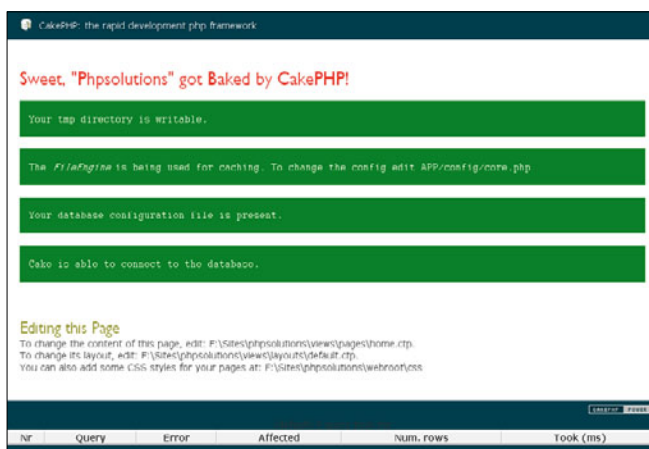 CakePHP: the rapid development php framework
Sweet, "Phpsolutions" got Baked by CakePHP!
Your tmp directory is writable.
The FileEngine is being used for caching. To change the config edit APP/config/core.php
Your database configuration file is present.
Cake is able to connect to the database.
Editing this Page
To change the content of this page, edit: F:\Sites\phpsolutions\views\pages\home.ctp.
To change its layout, edit: F:\Sites\phpsolutions\views\layouts\default.ctp.
You can also add some CSS styles for your pages at: F:\Sites\phpsolutions\webroot\css
Nr Query Error Affected Num. rows Took (ms)